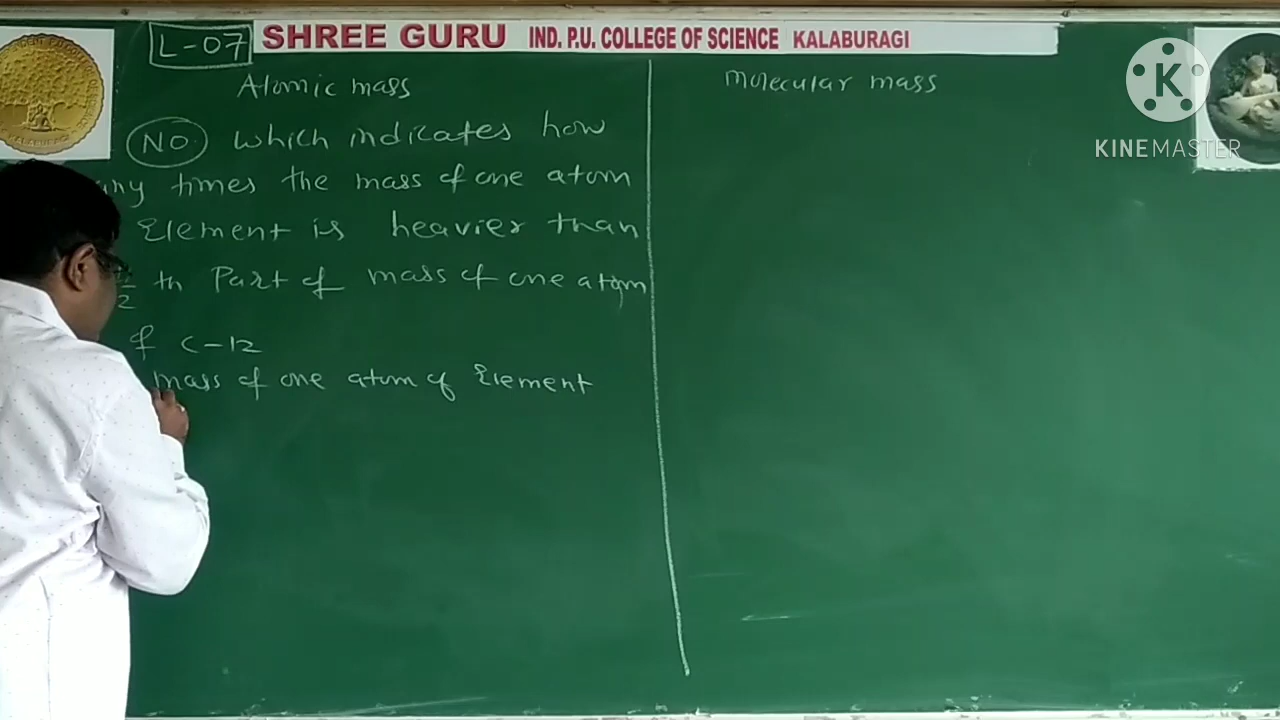 L-07
SHREE GURU IND. P.U. COLLEGE OF SCIENCE KALABURAGI
Atomic mass
NO which indicates how
any times the mass of one atom
Element is heavier than
th Part of mass of one atom
of C-12
mass of one atom of Element
Molecular mass
K
KINEMASTER
KALABURAGI